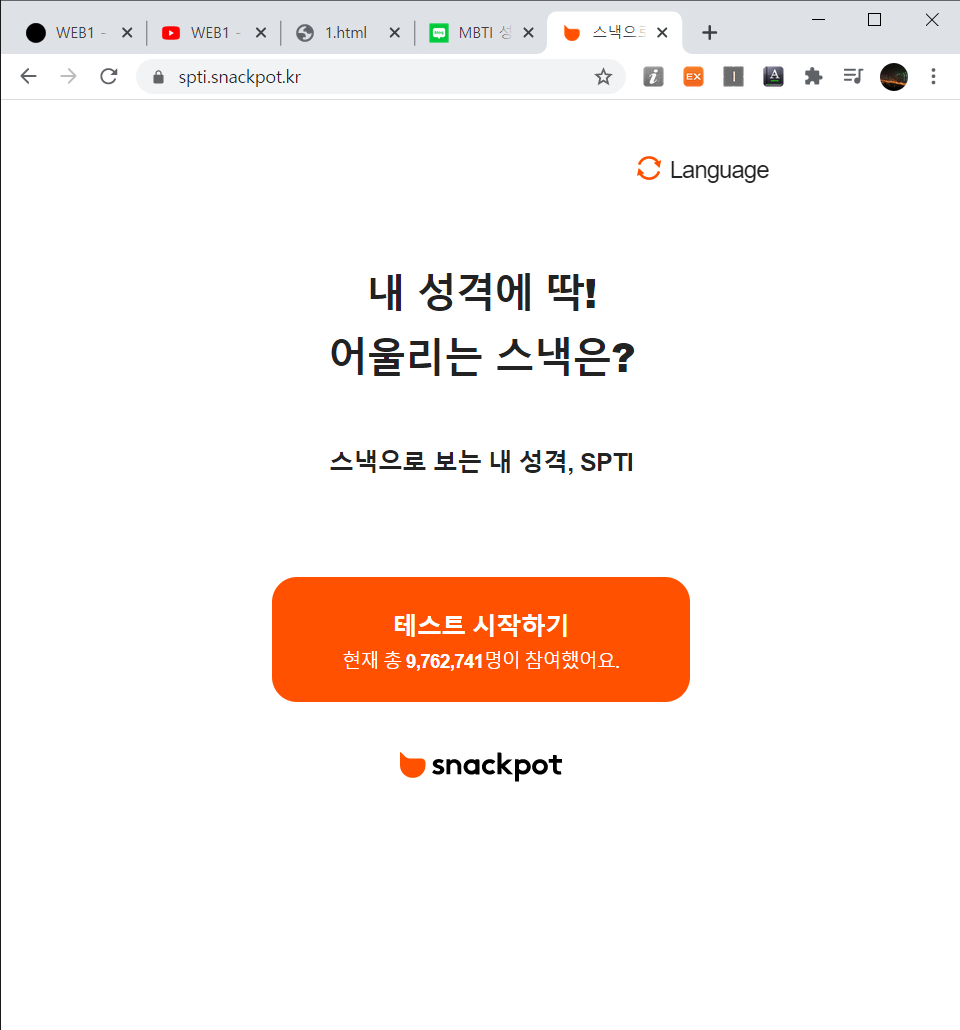 WEB1 -
WEB1 -
1.html
MBTI 성
스낵으로
spti.snackpot.kr
EX
I
A
Language
내 성격에 딱!
어울리는 스낵은?
스낵으로 보는 내 성격, SPTI
테스트 시작하기
현재 총 9,762,741명이 참여했어요.
snackpot